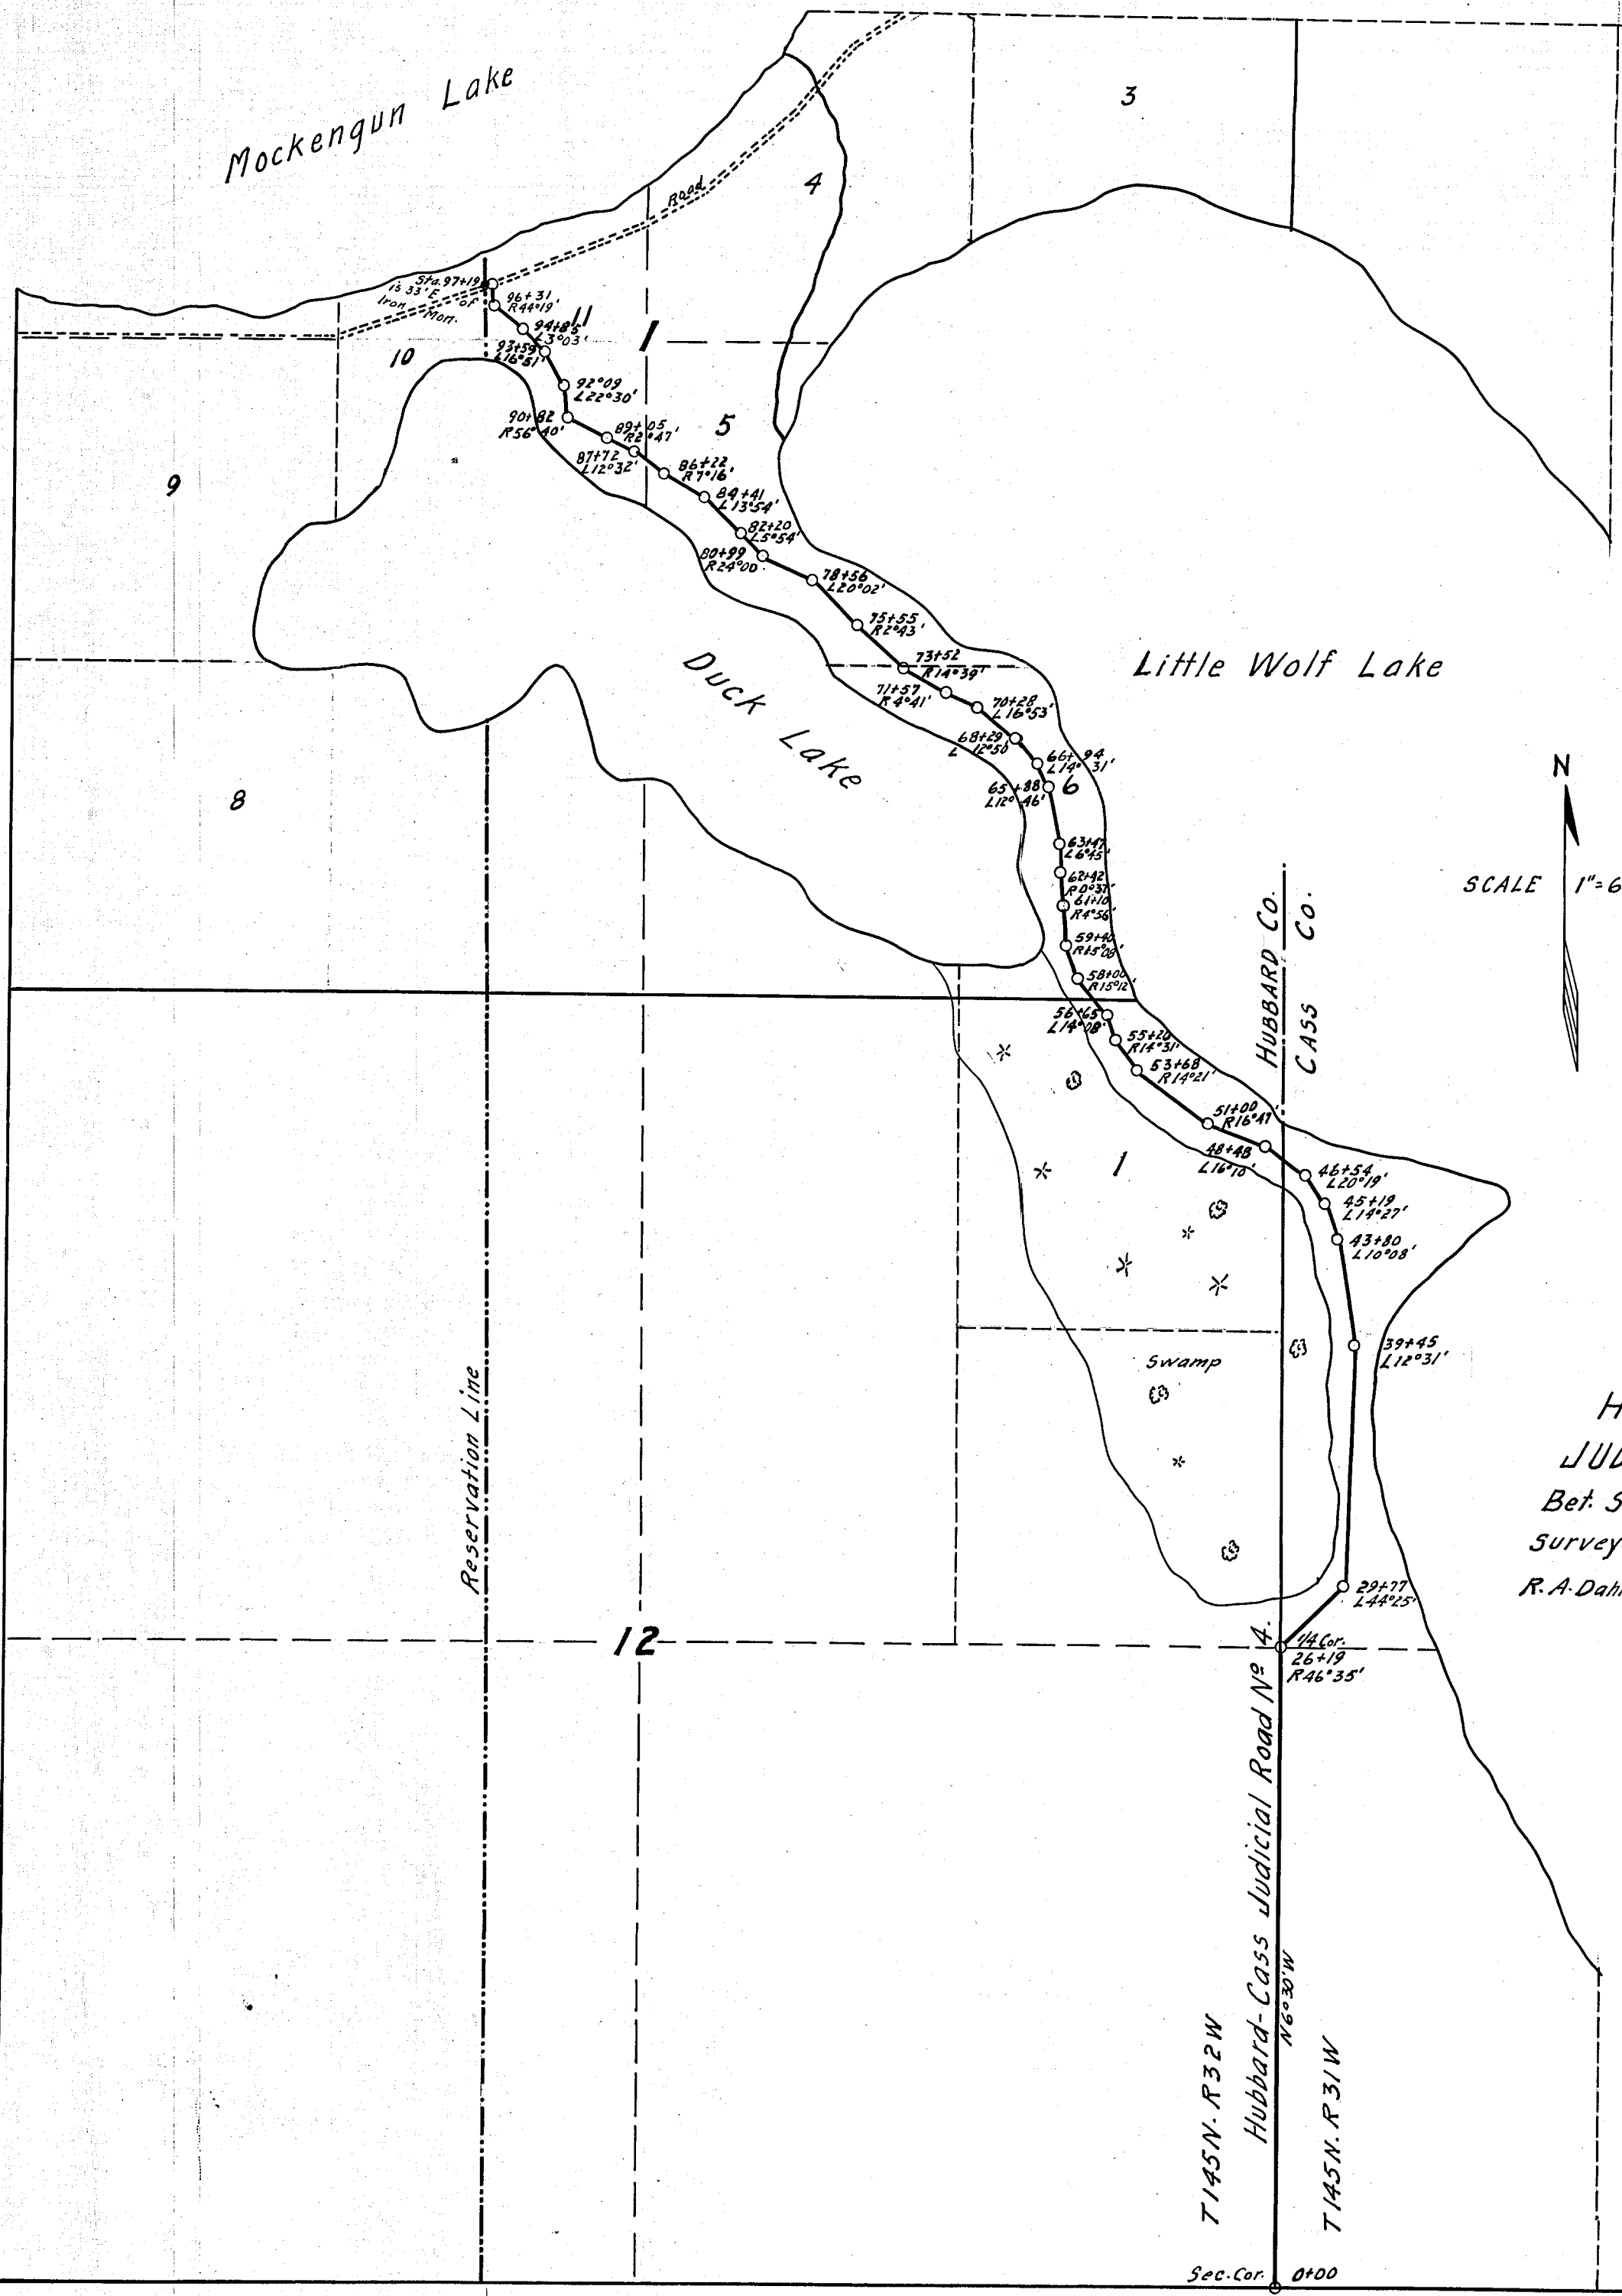 Mockengun Lake
3
4
Road
Sta. 97+19
is 33' E. of
Iron Mon.
96+31
R44°19'
11
94+85
L3°03'
93+59
L16°51'
1
10
92°09
L22°30'
90+82
R56°40'
89+05
R2°47'
5
87+72
L12°32'
86+22
R7°16'
9
84+41
L13°54'
82+20
L5°54'
80+99
R24°00
78+56
L20°02'
75+55
R2°43'
Little Wolf Lake
73+52
R14°39'
Duck Lake
71+57
R4°41'
70+28
L16°53'
68+29
L12°50'
66+94
L14°31'
65+88
L12°46'
6
8
N
SCALE 1"=6
63+47
L6°45'
62+42
R0°37'
61+10
R4°56'
59+40
R15°08'
58+00
R15°12'
HUBBARD CO.
CASS CO.
56+65
L14°08'
55+20
R14°31'
53+68
R14°21'
51+00
R16°47'
48+48
L16°10'
1
46+54
L20°19'
45+19
L14°27'
43+80
L10°08'
39+45
L12°31'
Swamp
Reservation Line
H
JUD
Bet. S
Survey
R.A. Dah
29+77
L44°25'
12
1/4 Cor.
26+19
R46°35'
Hubbard-Cass Judicial Road Nº 4.
N6°30'W
T145N. R32W
T145N. R31W
Sec. Cor. 0+00